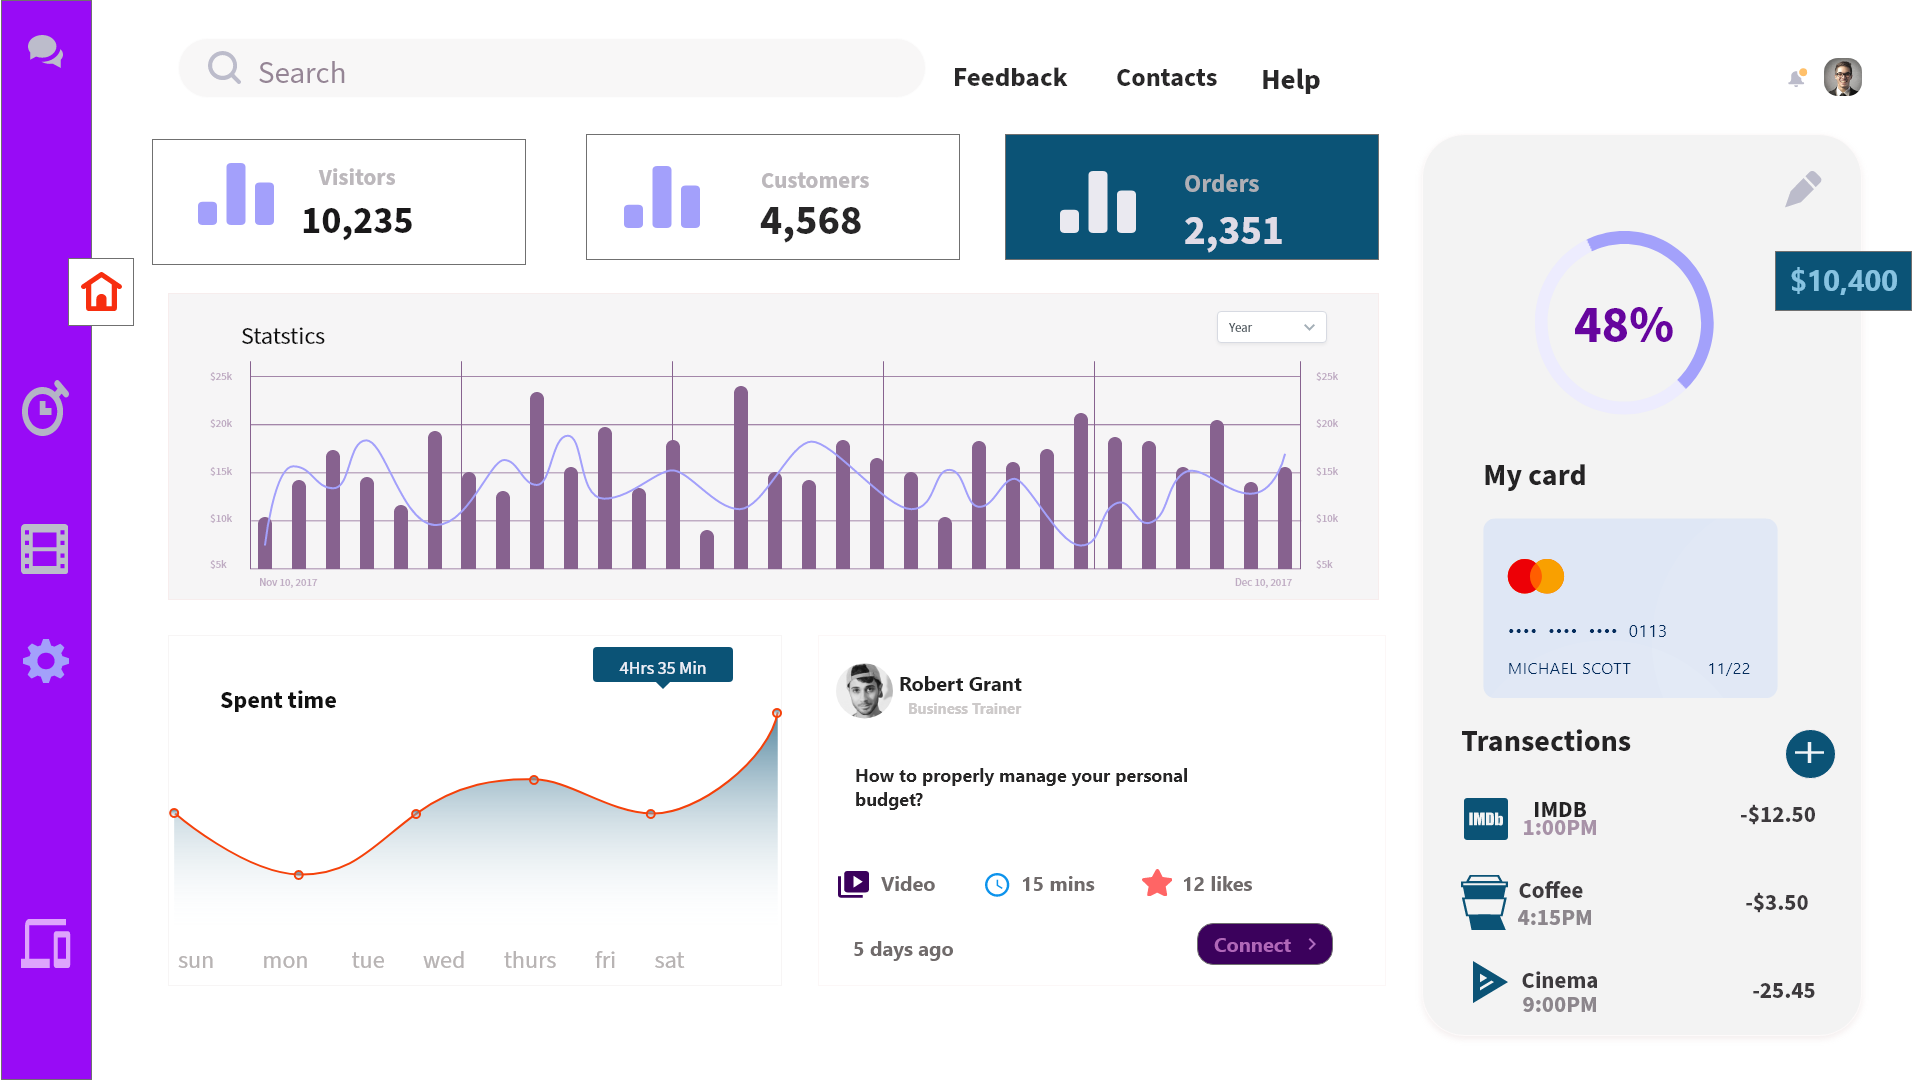 Search
Feedback
Contacts
Help
Visitors
10,235
Customers
4,568
Orders
2,351
$10,400
48%
Statstics
Year
$25k
$20k
$15k
$10k
$5k
$25k
$20k
$15k
$10k
$5k
Nov 10, 2017
Dec 10, 2017
My card
•••• •••• •••• 0113
MICHAEL SCOTT 11/22
Spent time
4Hrs 35 Min
sun mon tue wed thurs fri sat
Robert Grant
Business Trainer
How to properly manage your personal
budget?
Video
15 mins
12 likes
5 days ago
Connect
Transections
IMDb
IMDB
1:00PM
-$12.50
Coffee
4:15PM
-$3.50
Cinema
9:00PM
-25.45